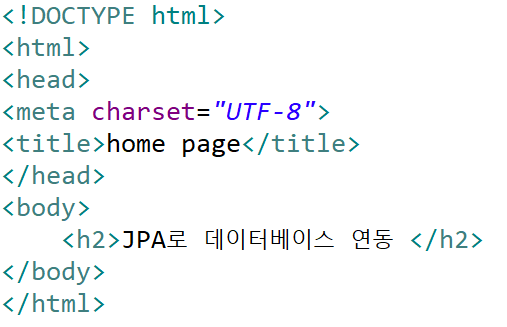 <!DOCTYPE html>
<html>
<head>
<meta charset="UTF-8">
<title>home page</title>
</head>
<body>
    <h2>JPA로 데이터베이스 연동 </h2>
</body>
</html>